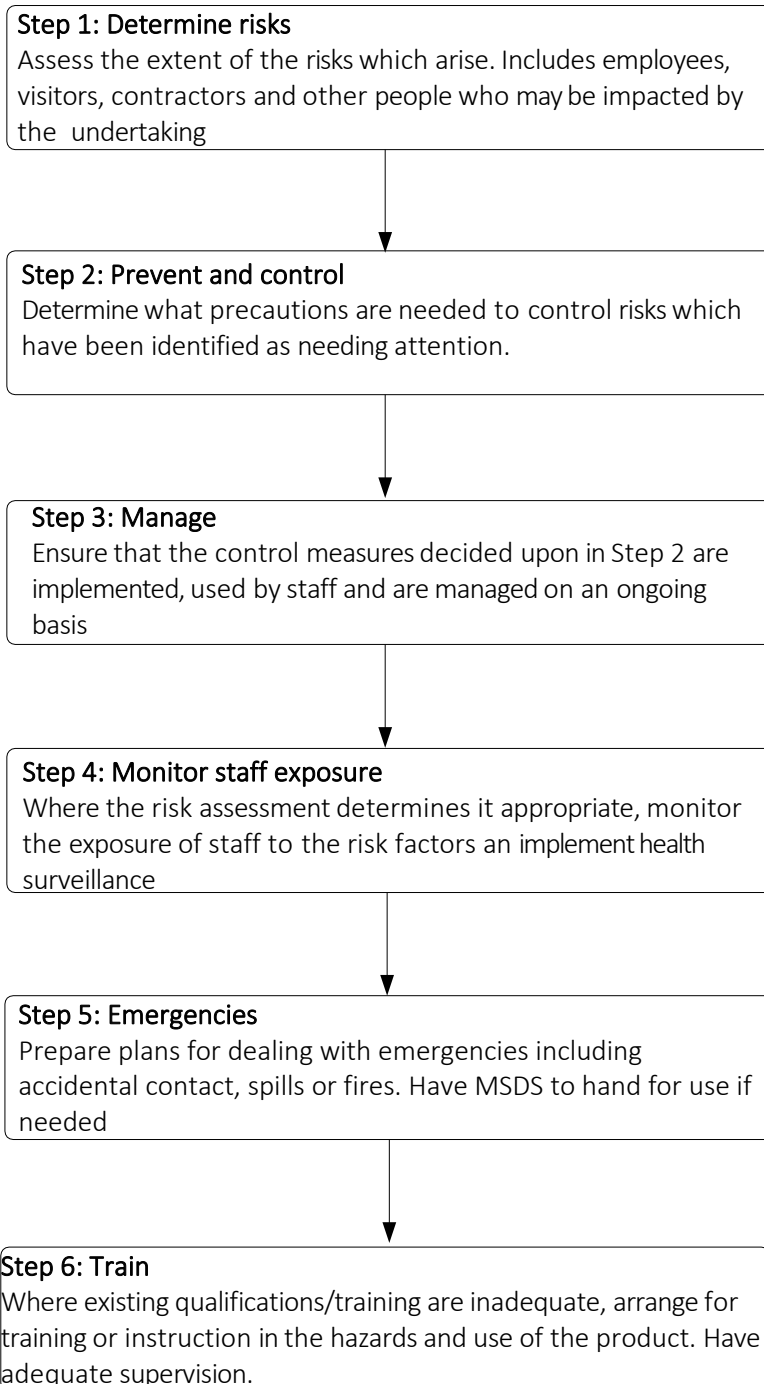 Step 1: Determine risks
Assess the extent of the risks which arise. Includes employees,
visitors, contractors and other people who may be impacted by
the undertaking
Step 2: Prevent and control
Determine what precautions are needed to control risks which
have been identified as needing attention.
Step 3: Manage
Ensure that the control measures decided upon in Step 2 are
implemented, used by staff and are managed on an ongoing
basis
Step 4: Monitor staff exposure
Where the risk assessment determines it appropriate, monitor
the exposure of staff to the risk factors an implement health
surveillance
Step 5: Emergencies
Prepare plans for dealing with emergencies including
accidental contact, spills or fires. Have MSDS to hand for use if
needed
Step 6: Train
Where existing qualifications/training are inadequate, arrange for
training or instruction in the hazards and use of the product. Have
adequate supervision.